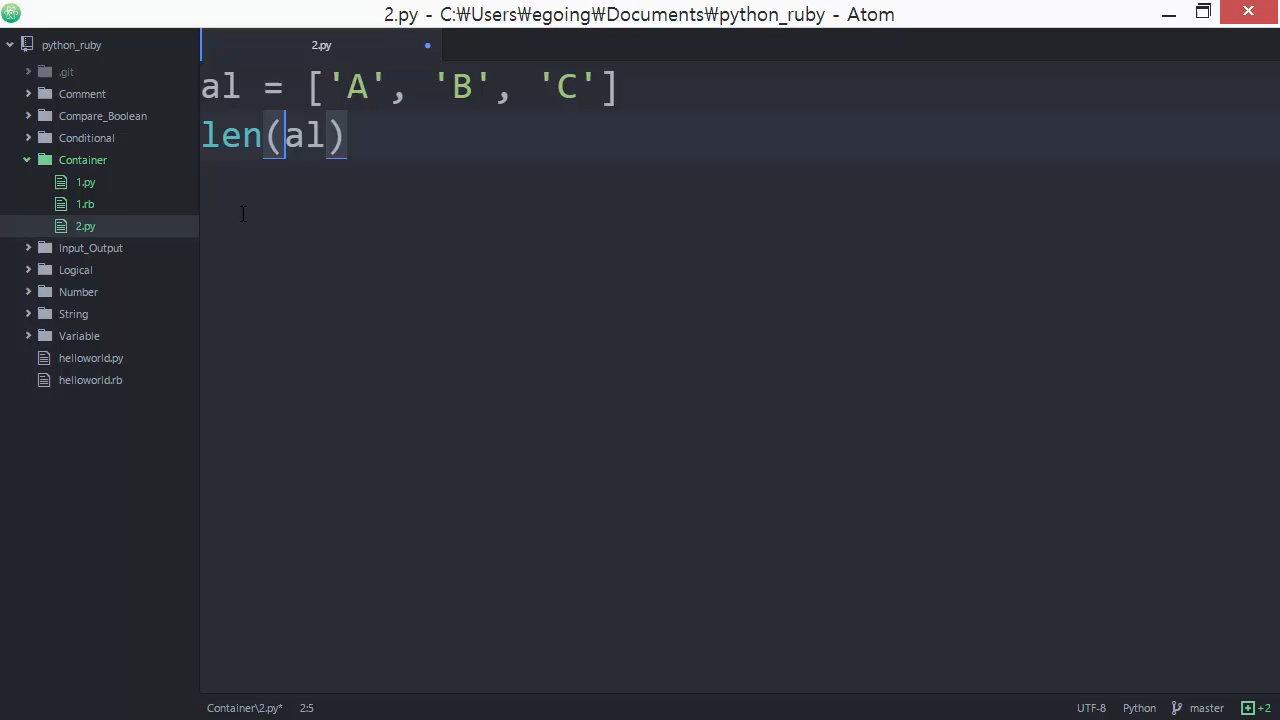 2.py - C:₩Users₩egoing₩Documents₩python_ruby - Atom
python_ruby
2.py
.git
Comment
Compare_Boolean
Conditional
Container
1.py
1.rb
2.py
Input_Output
Logical
Number
String
Variable
helloworld.py
helloworld.rb
al = ['A', 'B', 'C']
len(al)
Container\2.py* 2:5
UTF-8 Python master +2